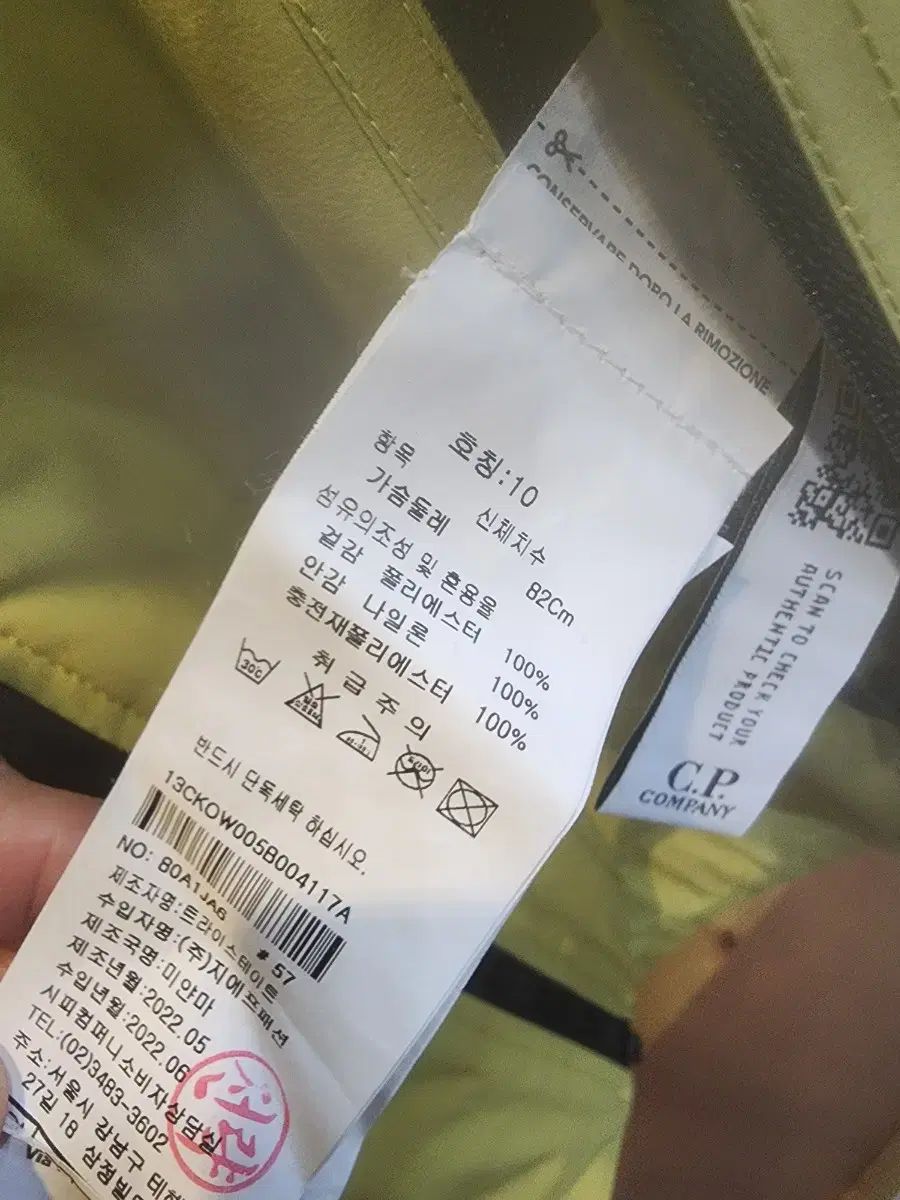 CONSERVARE DOPO LA RIMOZIONE
호칭:10
항목 신체치수
가슴둘레 82Cm
섬유의조성 및 혼용율
겉감 폴리에스터 100%
안감 나일론 100%
충전재폴리에스터 100%
취급주의
30℃
반드시 단독세탁 하십시오.
13CKOW005B004117A
NO: 80A1JA6 # 57
제조자명:트라이스테이트
수입자명:(주)지에프패션
제조국명:미얀마
제조년월:2022.05
수입년월:2022.06
시피컴퍼니소비자상담실
TEL:(02)3483-3602
주소:서울시 강남구
27길 18 삼정빌
SCAN TO CHECK YOUR
AUTHENTIC PRODUCT
C.P.
COMPANY
Via